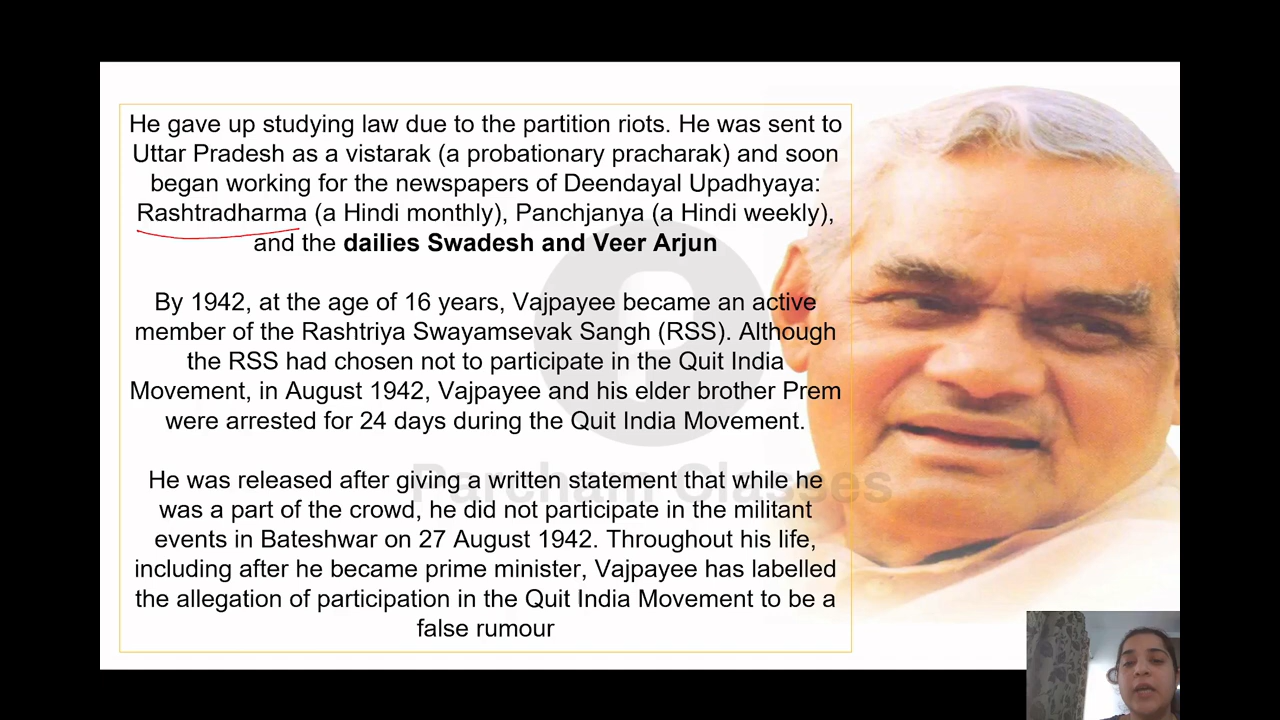 He gave up studying law due to the partition riots. He was sent to
Uttar Pradesh as a vistarak (a probationary pracharak) and soon
began working for the newspapers of Deendayal Upadhyaya:
Rashtradharma (a Hindi monthly), Panchjanya (a Hindi weekly),
and the dailies Swadesh and Veer Arjun
By 1942, at the age of 16 years, Vajpayee became an active
member of the Rashtriya Swayamsevak Sangh (RSS). Although
the RSS had chosen not to participate in the Quit India
Movement, in August 1942, Vajpayee and his elder brother Prem
were arrested for 24 days during the Quit India Movement.
He was released after giving a written statement that while he
was a part of the crowd, he did not participate in the militant
events in Bateshwar on 27 August 1942. Throughout his life,
including after he became prime minister, Vajpayee has labelled
the allegation of participation in the Quit India Movement to be a
false rumour
Parcham Classes